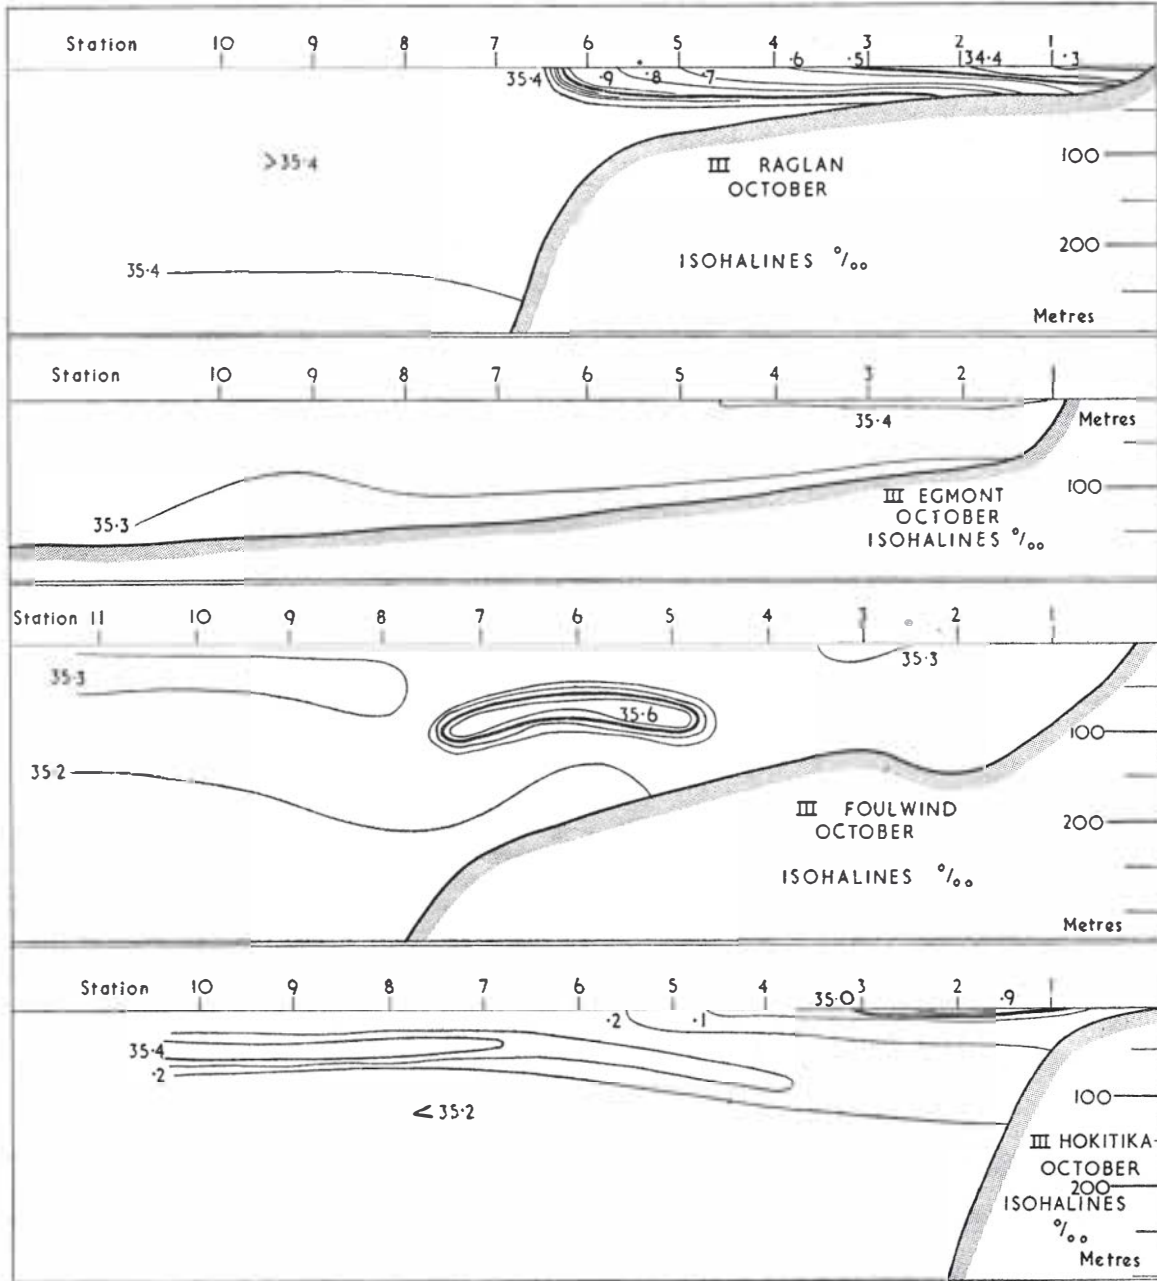 Station 10 9 8 7 6 5 4 3 2 1
35·4 ·9 ·8 ·7 ·6 ·5 34·4 ·3
>35·4
III RAGLAN
OCTOBER
100
200
ISOHALINES º/oo
35·4
Metres
Station 10 9 8 7 6 5 4 3 2 1
35·4
Metres
100
35·3
III EGMONT
OCTOBER
ISOHALINES º/oo
Station 11 10 9 8 7 6 5 4 3 2 1
35·3
35·3
35·6
100
35·2
III FOULWIND
OCTOBER
200
ISOHALINES º/oo
Metres
Station 10 9 8 7 6 5 4 3 2 1
35·0 ·9
·2 ·1
35·4
·2
<35·2
100
III HOKITIKA
OCTOBER
200
ISOHALINES
º/oo
Metres